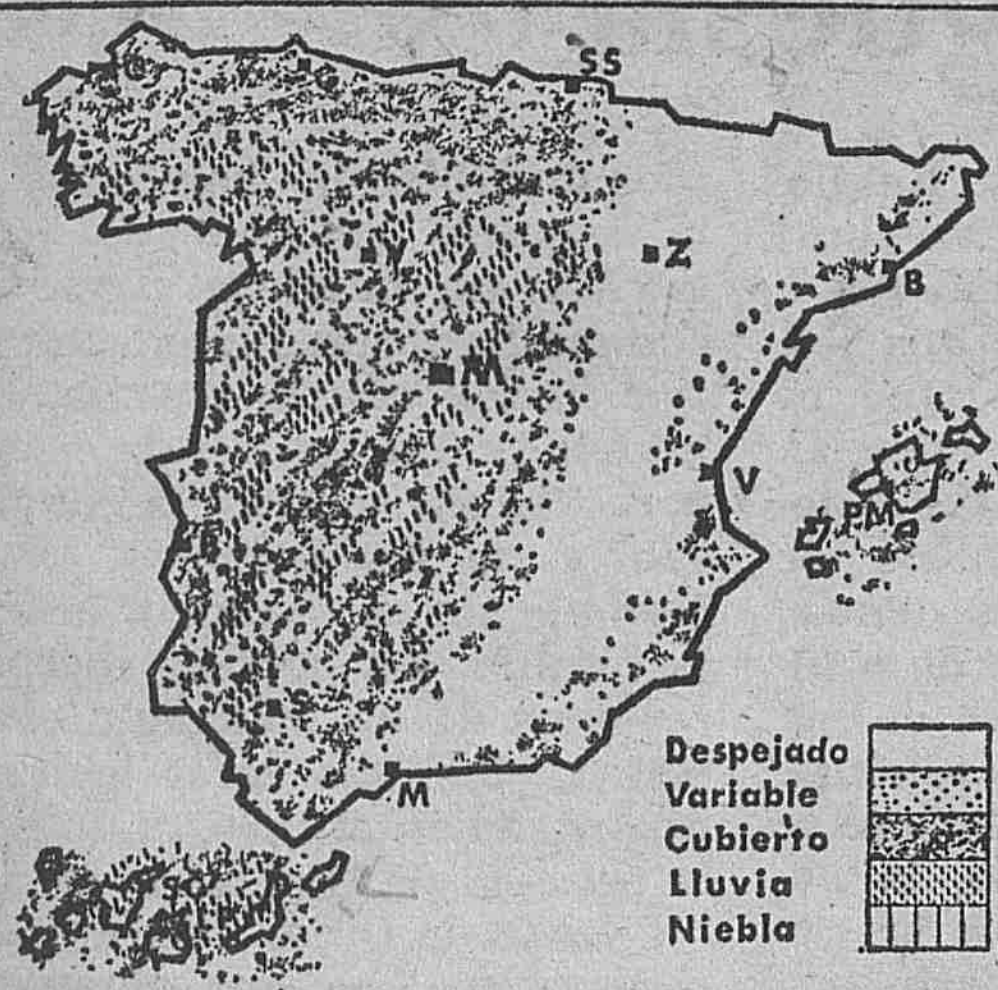 SS
Z
V
B
M
V
PM
S
M
Despejado
Variable
Cubierto
Lluvia
Niebla